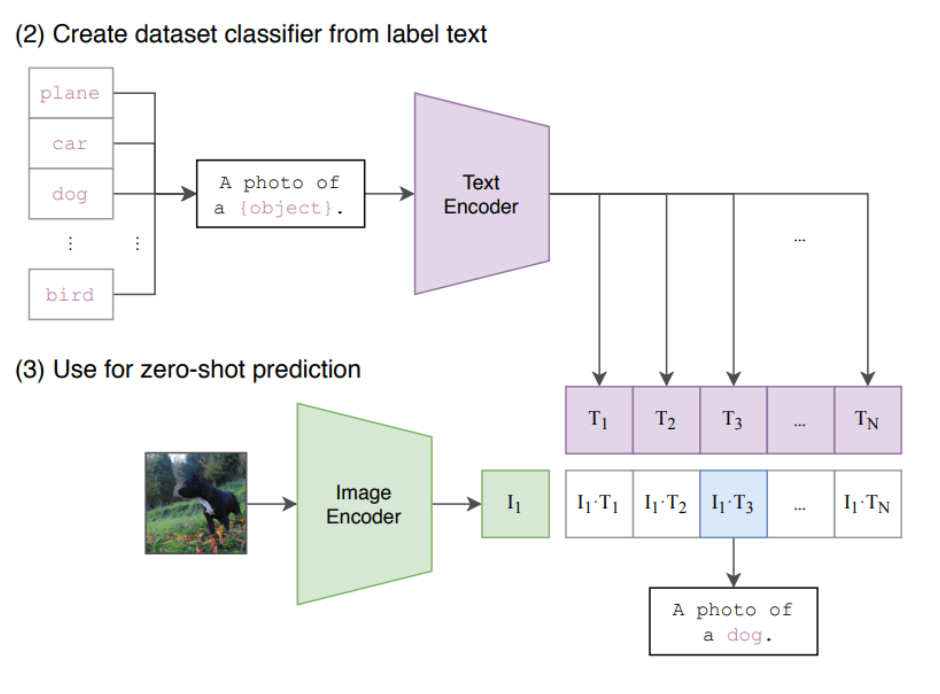 (2) Create dataset classifier from label text
plane
car
dog
⋮ ⋮
bird
A photo of
a {object}.
Text
Encoder
...
(3) Use for zero-shot prediction
Image
Encoder
I₁
T₁ T₂ T₃ ... T_N
I₁·T₁ I₁·T₂ I₁·T₃ ... I₁·T_N
A photo of
a dog.